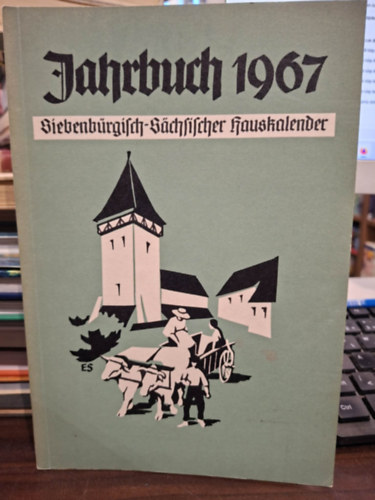 Jahrbuch 1967
Siebenbürgisch-Sächsischer Hauskalender
ES